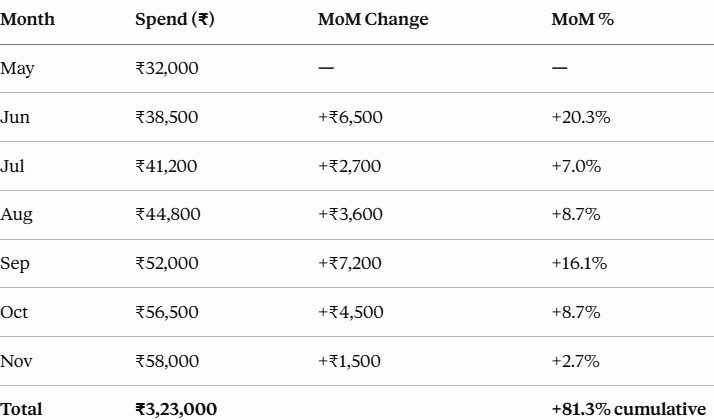 Month Spend (₹) MoM Change MoM %
May ₹32,000 — —
Jun ₹38,500 +₹6,500 +20.3%
Jul ₹41,200 +₹2,700 +7.0%
Aug ₹44,800 +₹3,600 +8.7%
Sep ₹52,000 +₹7,200 +16.1%
Oct ₹56,500 +₹4,500 +8.7%
Nov ₹58,000 +₹1,500 +2.7%
Total ₹3,23,000 +81.3% cumulative